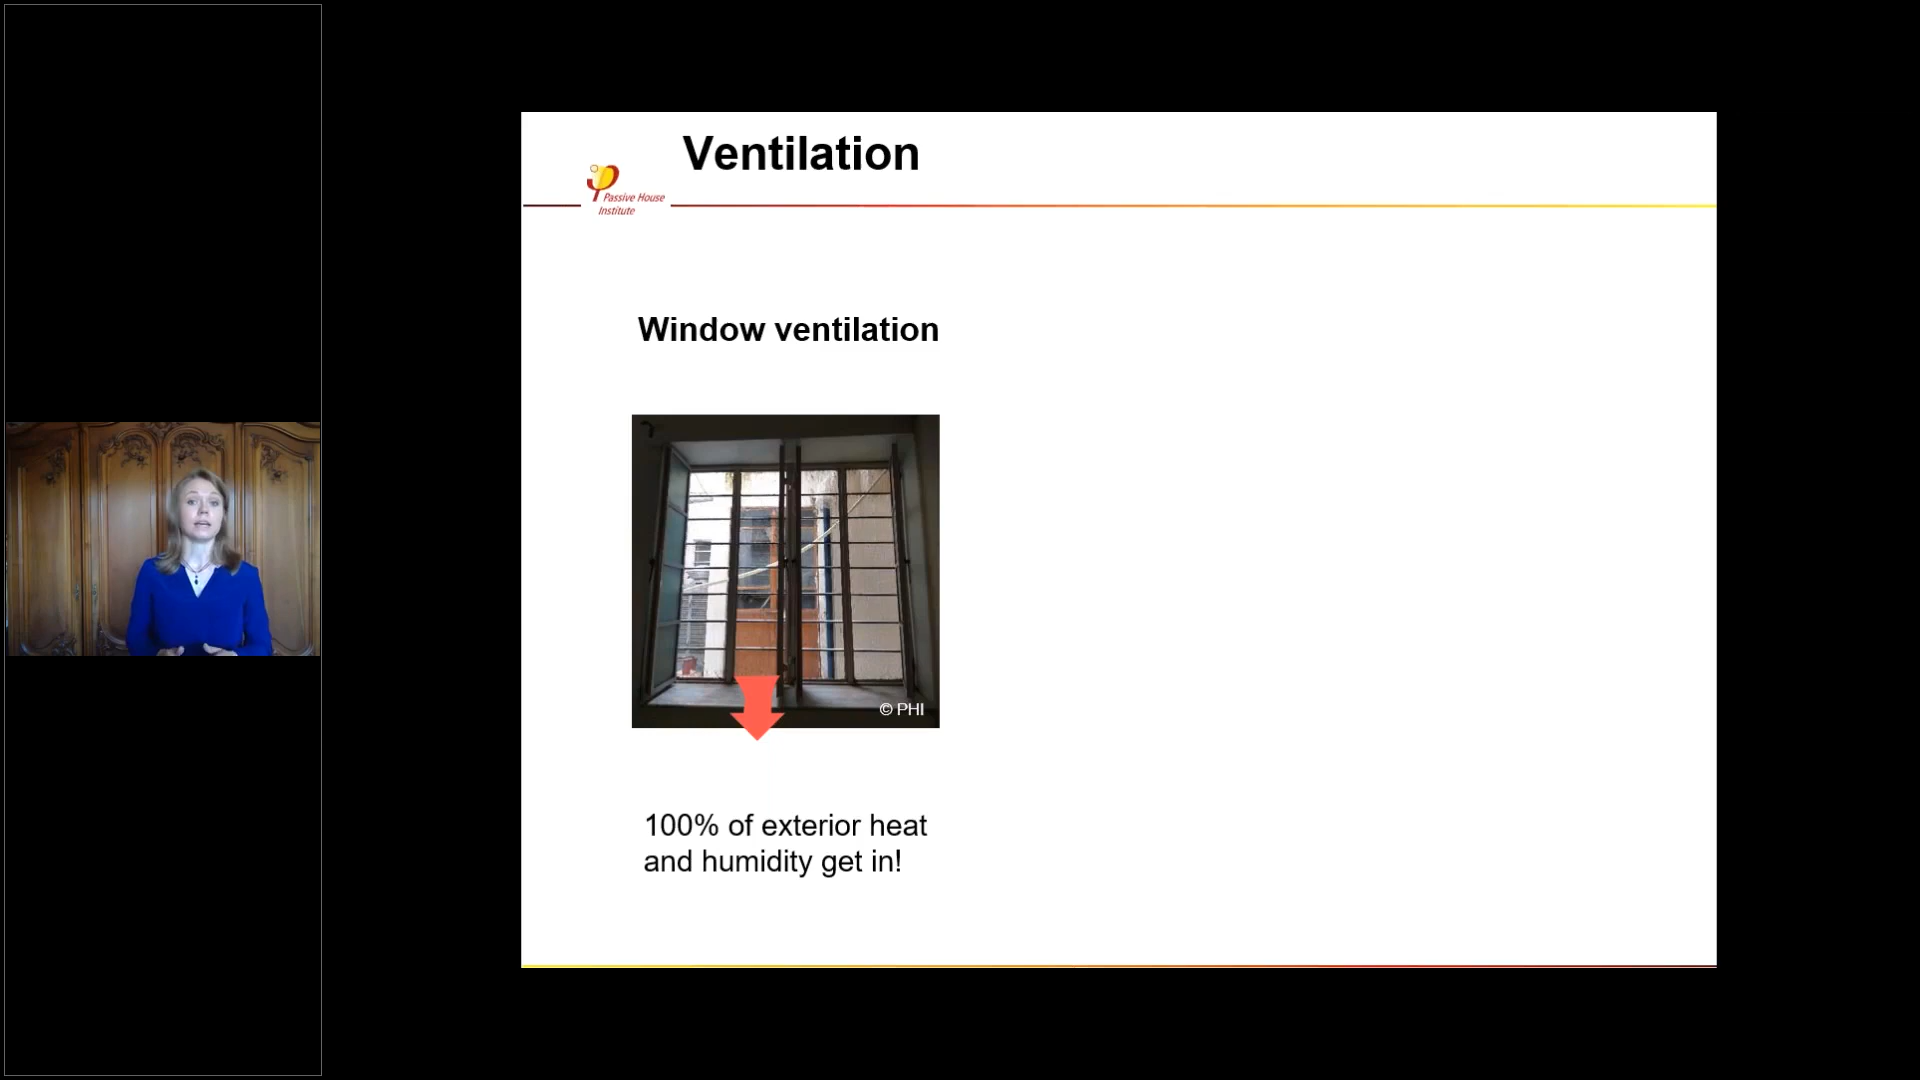 Ventilation
Passive House
Institute
Window ventilation
© PHI
100% of exterior heat
and humidity get in!